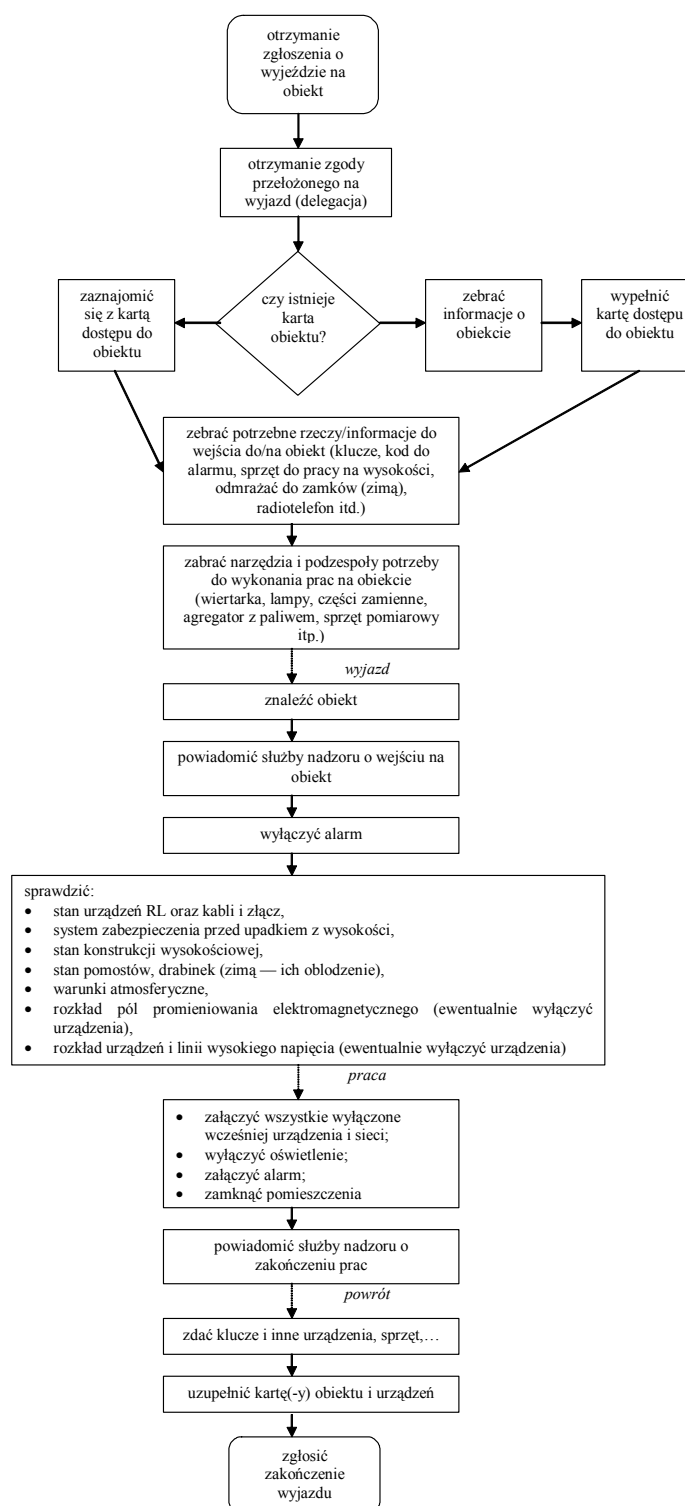 otrzymanie
zgłoszenia o
wyjeździe na
obiekt
otrzymanie zgody
przełożonego na
wyjazd (delegacja)
zaznajomić
się z kartą
dostępu do
obiektu
czy istnieje
karta
obiektu?
zebrać
informacje o
obiekcie
wypełnić
kartę dostępu
do obiektu
zebrać potrzebne rzeczy/informacje do
wejścia do/na obiekt (klucze, kod do
alarmu, sprzęt do pracy na wysokości,
odmrażać do zamków (zimą),
radiotelefon itd.)
zabrać narzędzia i podzespoły potrzeby
do wykonania prac na obiekcie
(wiertarka, lampy, części zamienne,
agregator z paliwem, sprzęt pomiarowy
itp.)
wyjazd
znaleźć obiekt
powiadomić służby nadzoru o wejściu na
obiekt
wyłączyć alarm
sprawdzić:
• stan urządzeń RL oraz kabli i złącz,
• system zabezpieczenia przed upadkiem z wysokości,
• stan konstrukcji wysokościowej,
• stan pomostów, drabinek (zimą — ich oblodzenie),
• warunki atmosferyczne,
• rozkład pól promieniowania elektromagnetycznego (ewentualnie wyłączyć
urządzenia),
• rozkład urządzeń i linii wysokiego napięcia (ewentualnie wyłączyć urządzenia)
praca
• załączyć wszystkie wyłączone
wcześniej urządzenia i sieci;
• wyłączyć oświetlenie;
• załączyć alarm;
• zamknąć pomieszczenia
powiadomić służby nadzoru o
zakończeniu prac
powrót
zdać klucze i inne urządzenia, sprzęt,…
uzupełnić kartę(-y) obiektu i urządzeń
zgłosić
zakończenie
wyjazdu